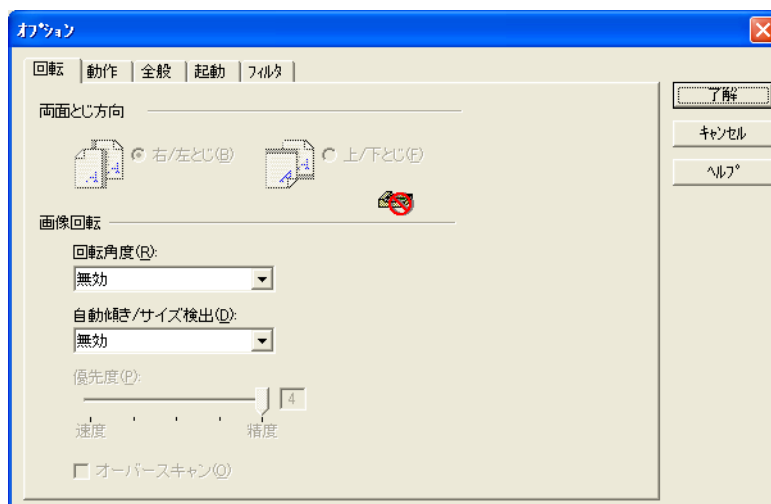 オプション
回転 動作 全般 起動 フィルタ
了解
キャンセル
ヘルプ
両面とじ方向
右/左とじ(B) 上/下とじ(F)
画像回転
回転角度(R):
無効
自動傾き/サイズ検出(D):
無効
優先度(P):
4
速度 精度
オーバースキャン(O)